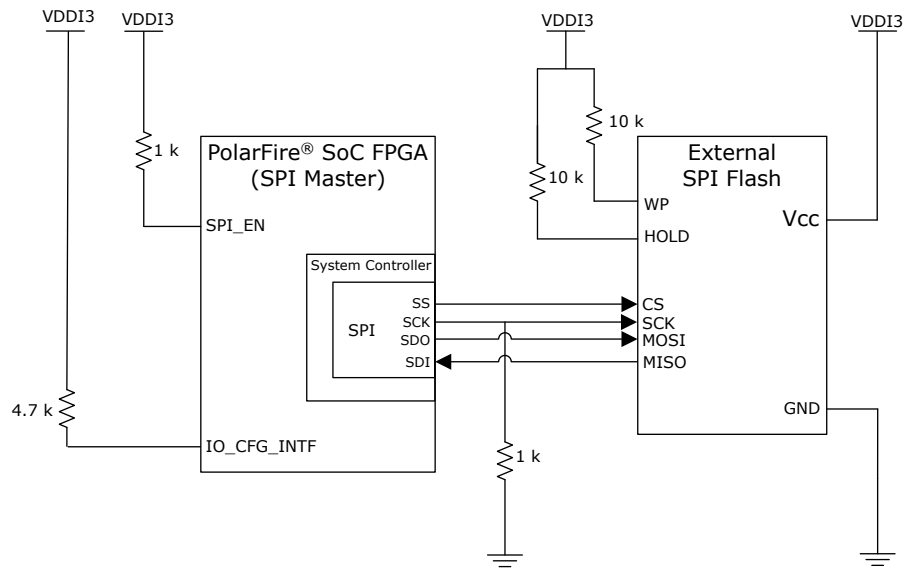 VDDI3
VDDI3
VDDI3
VDDI3
1 k
10 k
10 k
4.7 k
1 k
PolarFire® SoC FPGA
(SPI Master)
SPI_EN
System Controller
SPI
SS
SCK
SDO
SDI
IO_CFG_INTF
External
SPI Flash
WP
HOLD
Vcc
CS
SCK
MOSI
MISO
GND